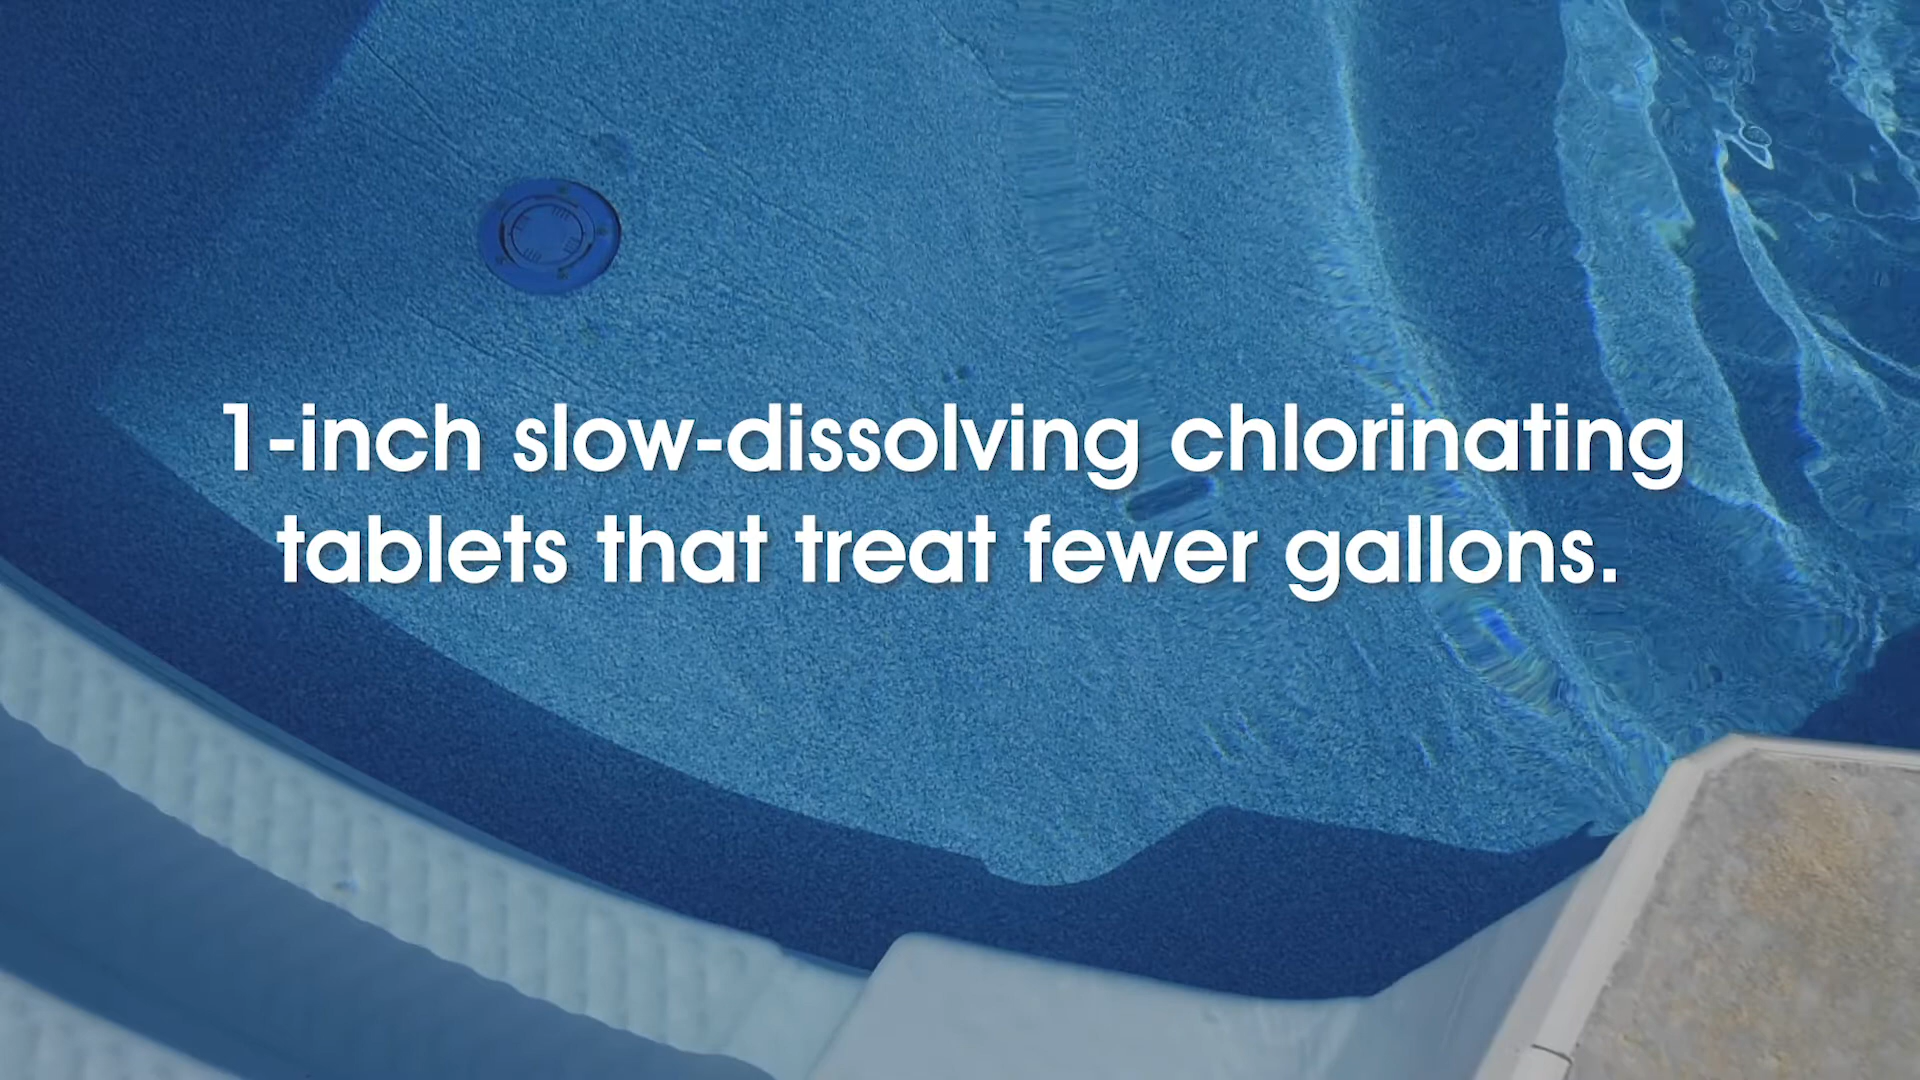 1-inch slow-dissolving chlorinating
tablets that treat fewer gallons.